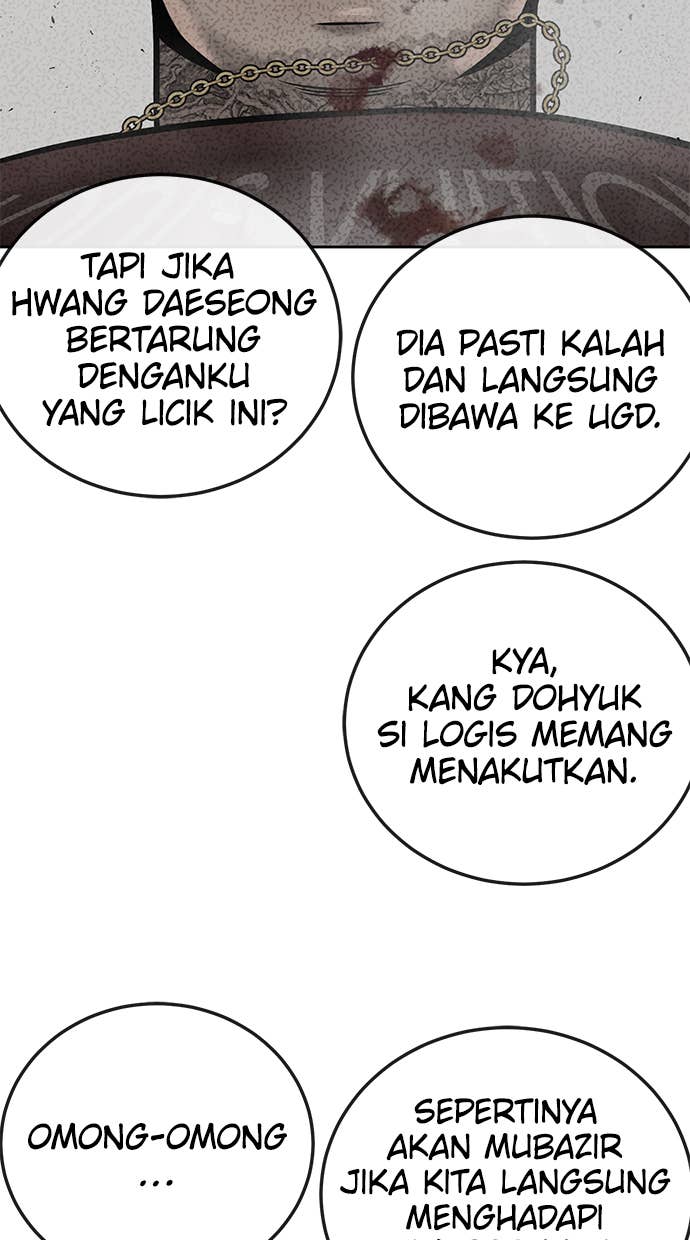 TAPI JIKA
HWANG DAESEONG
BERTARUNG
DENGANKU
YANG LICIK INI?
DIA PASTI KALAH
DAN LANGSUNG
DIBAWA KE UGD.
KYA,
KANG DOHYUK
SI LOGIS MEMANG
MENAKUTKAN.
OMONG-OMONG
...
SEPERTINYA
AKAN MUBAZIR
JIKA KITA LANGSUNG
MENGHADAPI